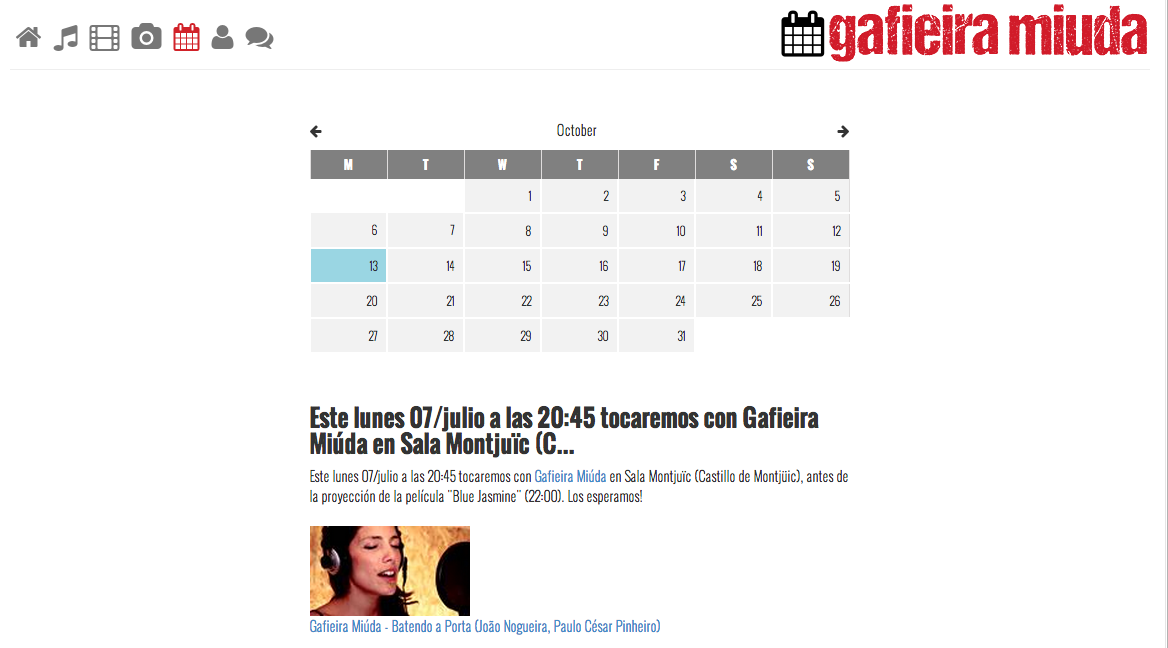 gafieira miuda
October
M T W T F S S
1 2 3 4 5
6 7 8 9 10 11 12
13 14 15 16 17 18 19
20 21 22 23 24 25 26
27 28 29 30 31
Este lunes 07/julio a las 20:45 tocaremos con Gafieira
Miúda en Sala Montjuïc (C...
Este lunes 07/julio a las 20:45 tocaremos con Gafieira Miúda en Sala Montjuïc (Castillo de Montjüic), antes de
la proyección de la película "Blue Jasmine" (22:00). Los esperamos!
Gafieira Miúda - Batendo a Porta (João Nogueira, Paulo César Pinheiro)